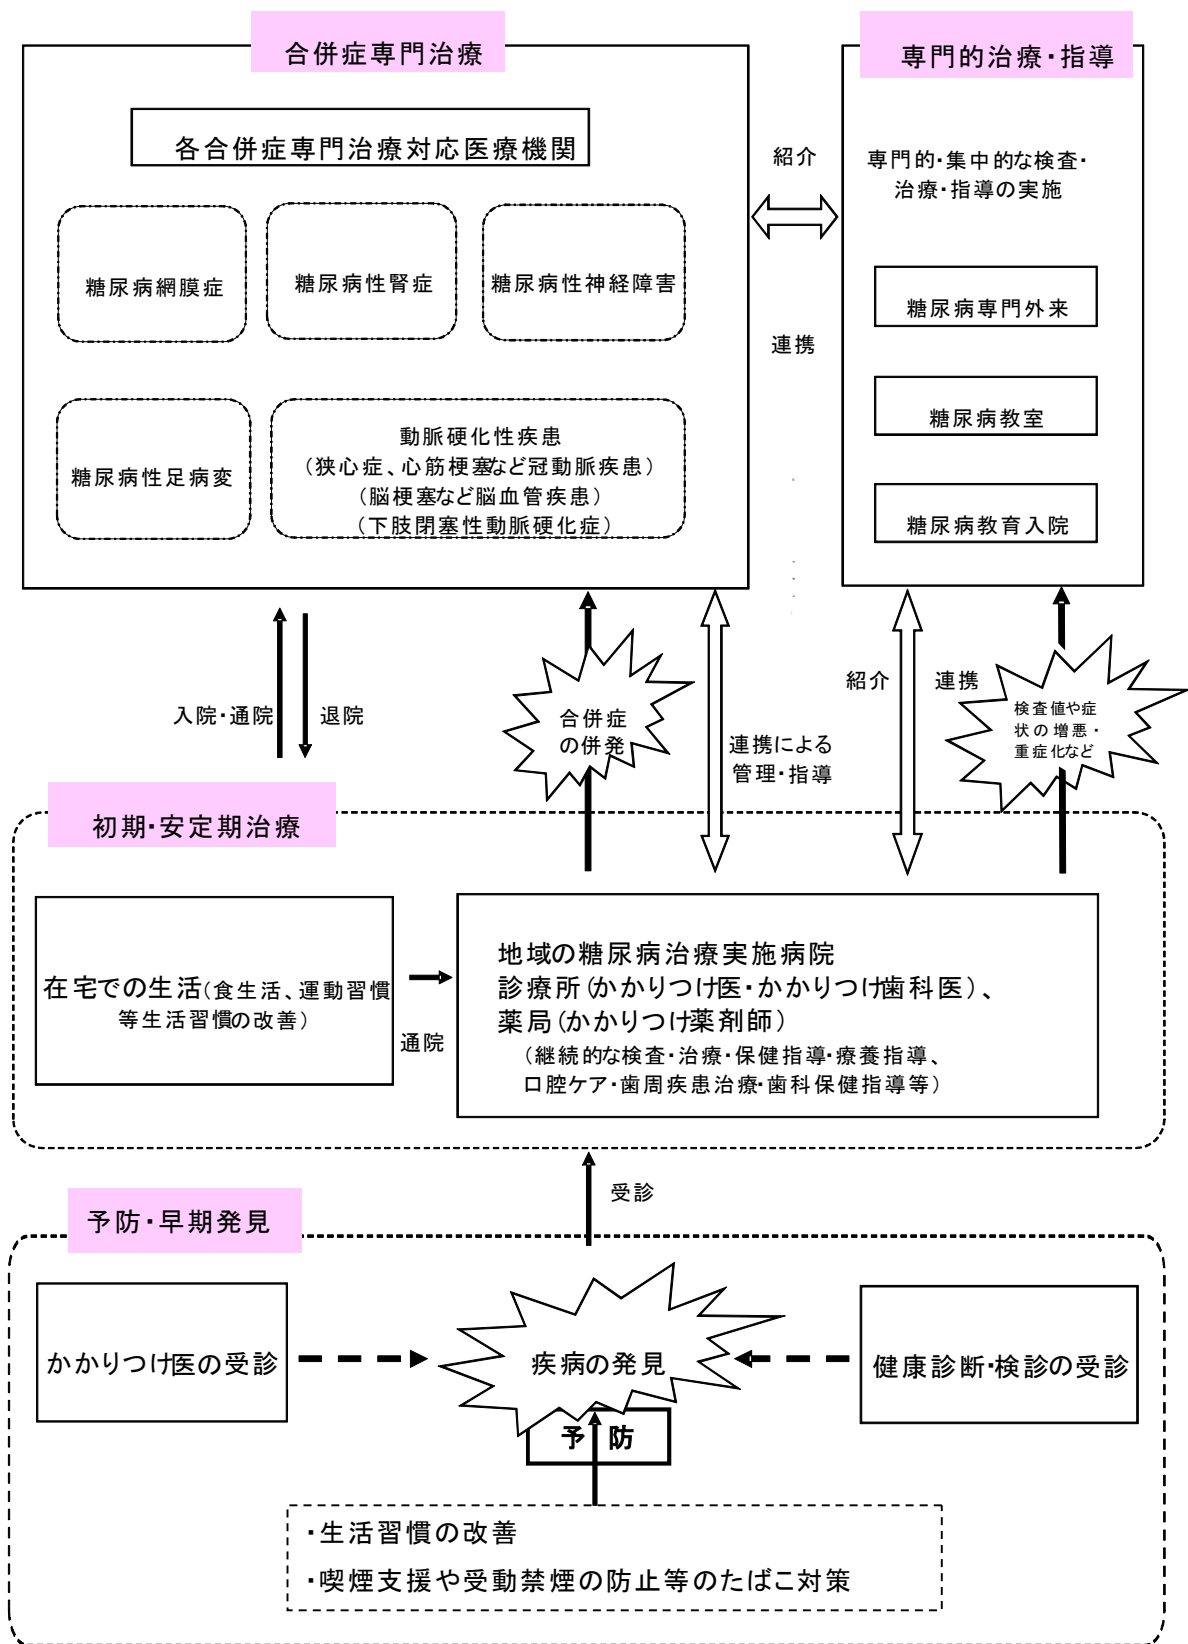 合併症専門治療
専門的治療・指導
各合併症専門治療対応医療機関
糖尿病網膜症
糖尿病性腎症
糖尿病性神経障害
糖尿病性足病変
動脈硬化性疾患
(狭心症、心筋梗塞など冠動脈疾患)
(脳梗塞など脳血管疾患)
(下肢閉塞性動脈硬化症)
紹介
連携
専門的・集中的な検査・
治療・指導の実施
糖尿病専門外来
糖尿病教室
糖尿病教育入院
入院・通院
退院
合併症
の併発
連携による
管理・指導
紹介
連携
検査値や症
状の増悪・
重症化など
初期・安定期治療
在宅での生活(食生活、運動習慣
等生活習慣の改善)
通院
地域の糖尿病治療実施病院
診療所(かかりつけ医・かかりつけ歯科医)、
薬局(かかりつけ薬剤師)
(継続的な検査・治療・保健指導・療養指導、
口腔ケア・歯周疾患治療・歯科保健指導等)
受診
予防・早期発見
かかりつけ医の受診
疾病の発見
健康診断・検診の受診
予 防
・生活習慣の改善
・喫煙支援や受動禁煙の防止等のたばこ対策